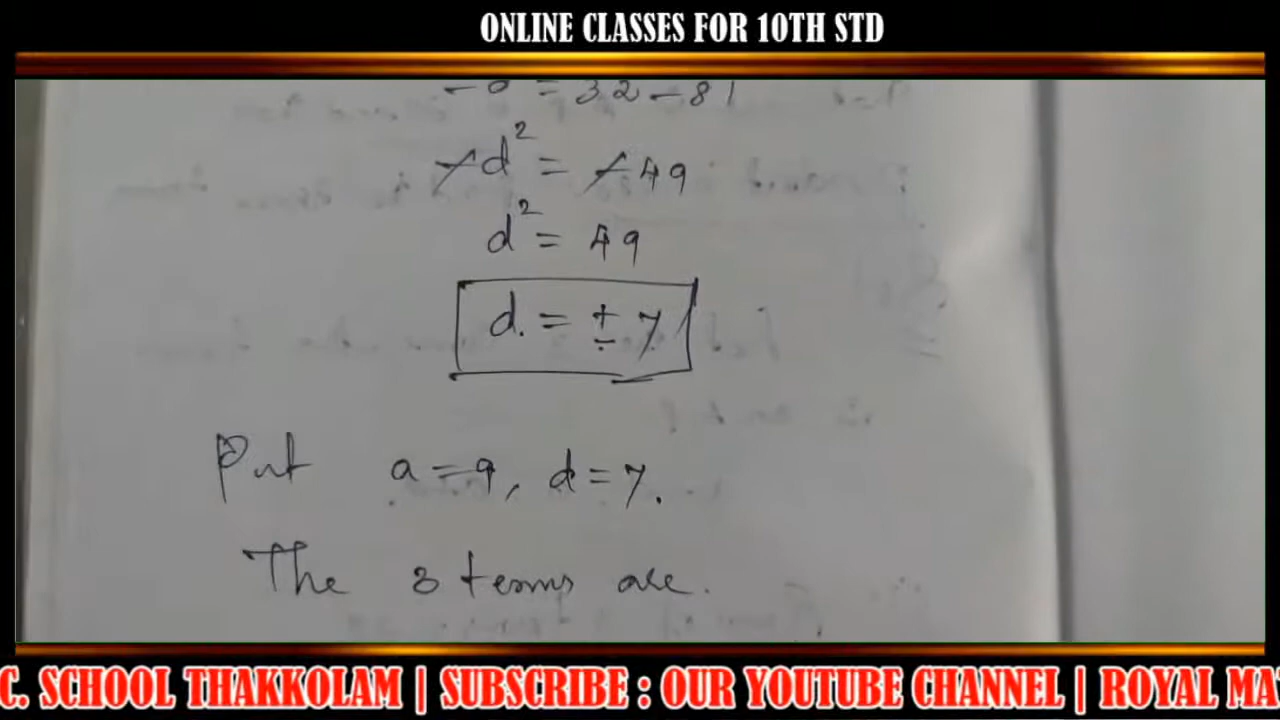 ONLINE CLASSES FOR 10TH STD
= 32 - 81
-d² = -49
d² = 49
d. = ± 7
Put a = 9, d = 7.
The 3 terms are.
C. SCHOOL THAKKOLAM | SUBSCRIBE : OUR YOUTUBE CHANNEL | ROYAL MA